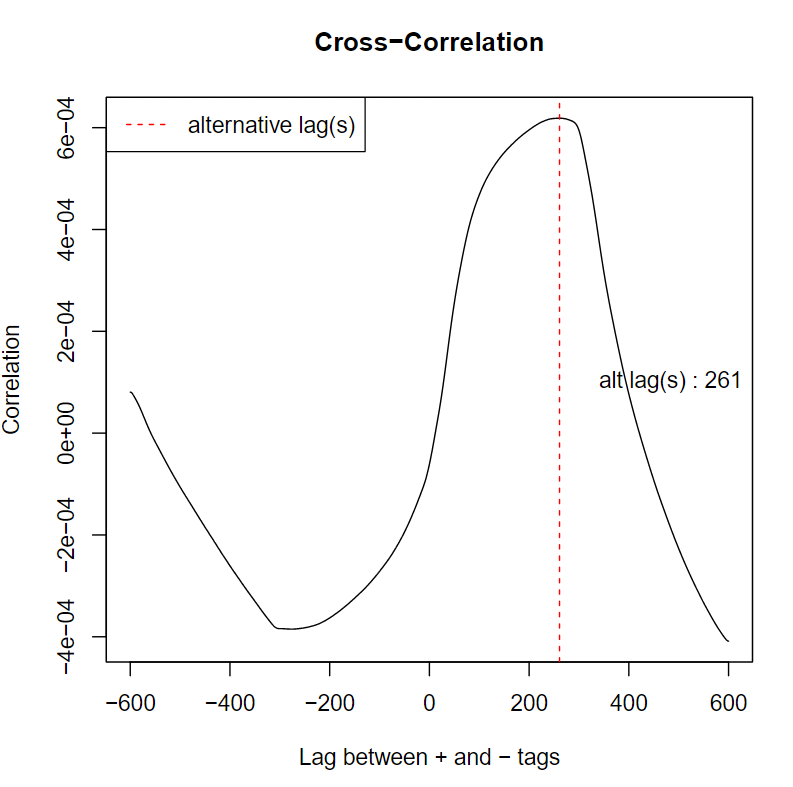 Cross−Correlation
alternative lag(s)
6e−04
4e−04
2e−04
0e+00
−2e−04
−4e−04
Correlation
alt lag(s) : 261
−600
−400
−200
0
200
400
600
Lag between + and − tags